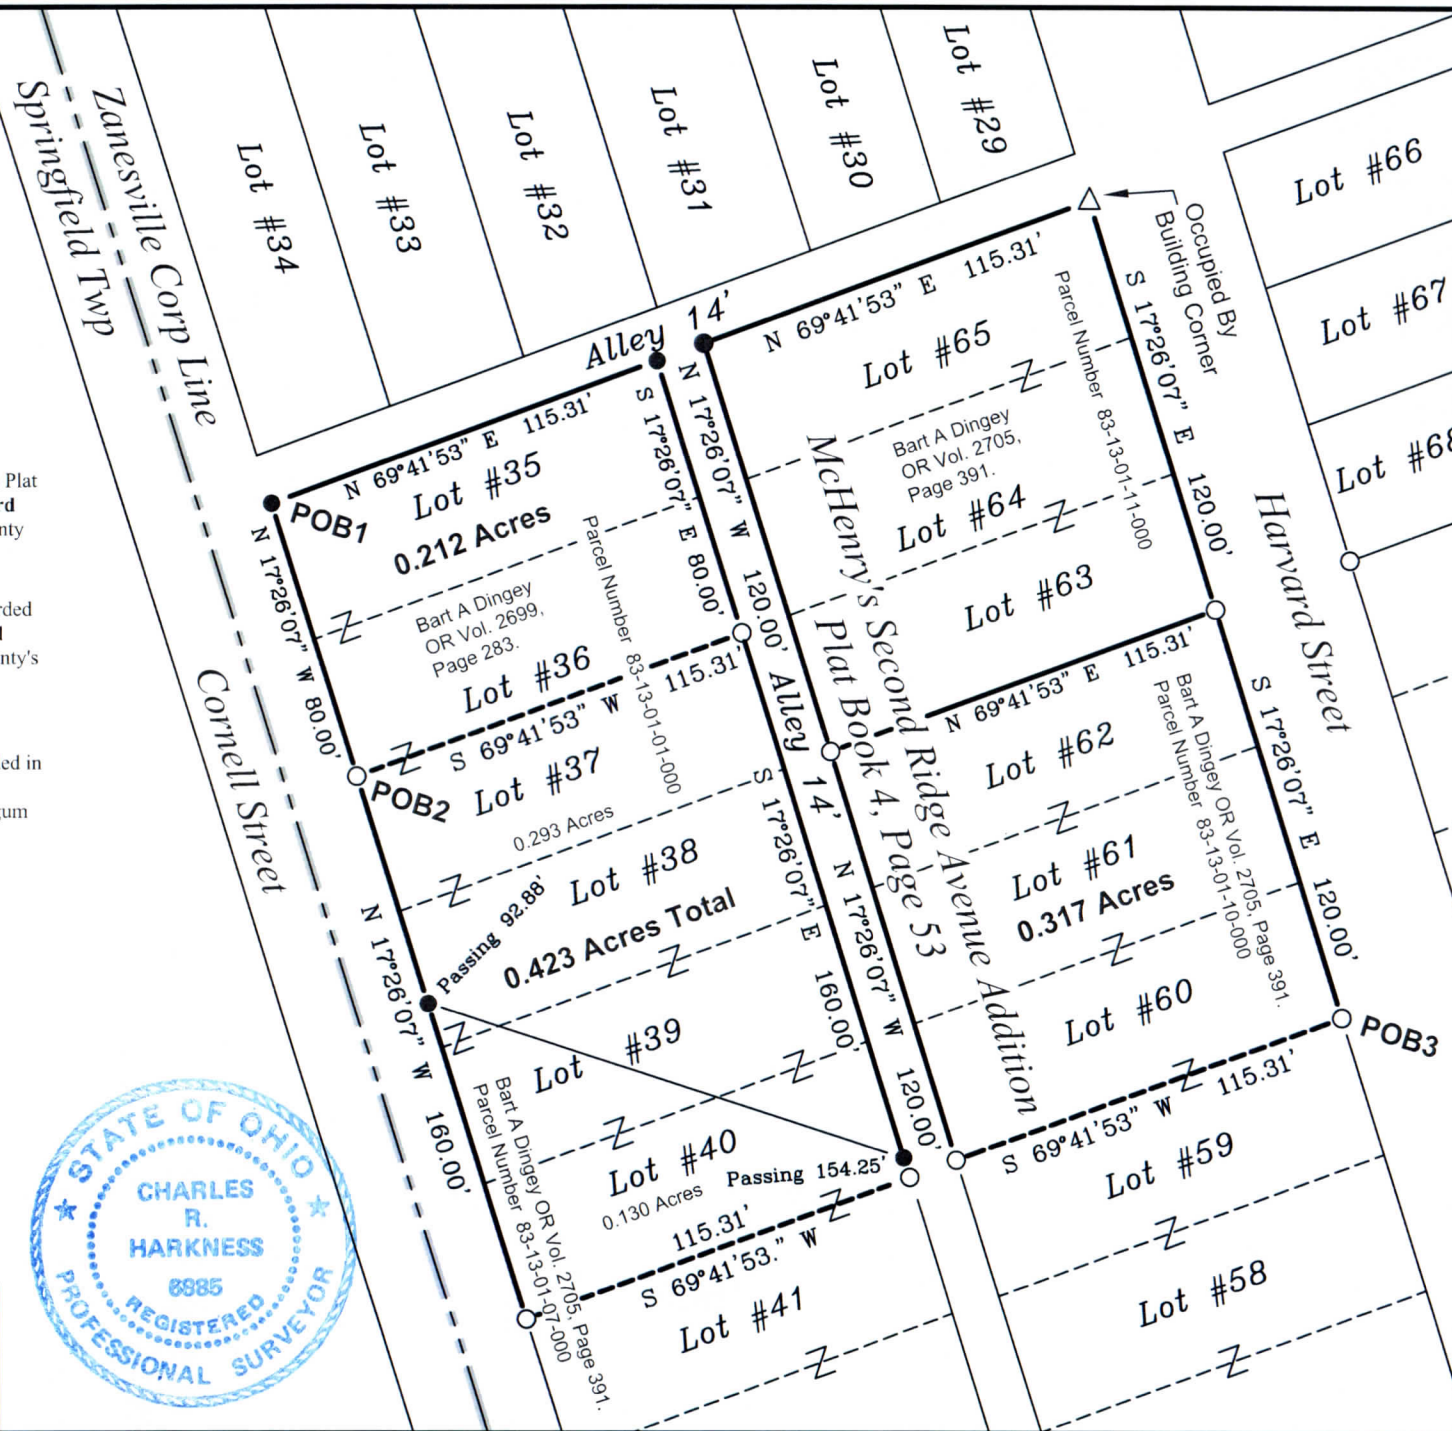 Plat
rd
nty
rded
nty's
ed in
um
Springfield Twp
Zanesville Corp Line
Lot #34
Lot #33
Lot #32
Lot #31
Lot #30
Lot #29
Alley 14'
Occupied By
Building Corner
Lot #66
Lot #67
Lot #68
Harvard Street
Cornell Street
POB1
N 69°41'53" E 115.31'
Lot #35
0.212 Acres
S 17°26'07" E 80.00'
N 17°26'07" W 80.00'
Bart A Dingey
OR Vol. 2699,
Page 283.
Parcel Number 83-13-01-01-000
Lot #36
S 69°41'53" W 115.31'
POB2
Lot #37
0.293 Acres
Lot #38
Passing 92.88'
0.423 Acres Total
N 17°26'07" W 160.00'
S 17°26'07" E 160.00'
Lot #39
Lot #40
0.130 Acres
Passing 154.25'
115.31'
S 69°41'53." W
Bart A Dingey OR Vol. 2705, Page 391.
Parcel Number 83-13-01-07-000
Lot #41
N 69°41'53" E 115.31'
Lot #65
Parcel Number 83-13-01-11-000
S 17°26'07" E 120.00'
N 17°26'07" W 120.00'
Bart A Dingey
OR Vol. 2705,
Page 391.
Lot #64
Lot #63
N 69°41'53" E 115.31'
Alley 14'
McHenry's Second Ridge Avenue Addition
Plat Book 4, Page 53
Lot #62
Bart A Dingey OR Vol. 2705, Page 391.
Parcel Number 83-13-01-10-000
S 17°26'07" E 120.00'
Lot #61
0.317 Acres
N 17°26'07" W 120.00'
Lot #60
POB3
S 69°41'53" W 115.31'
Lot #59
Lot #58
STATE OF OHIO
CHARLES
R.
HARKNESS
6885
REGISTERED
PROFESSIONAL SURVEYOR